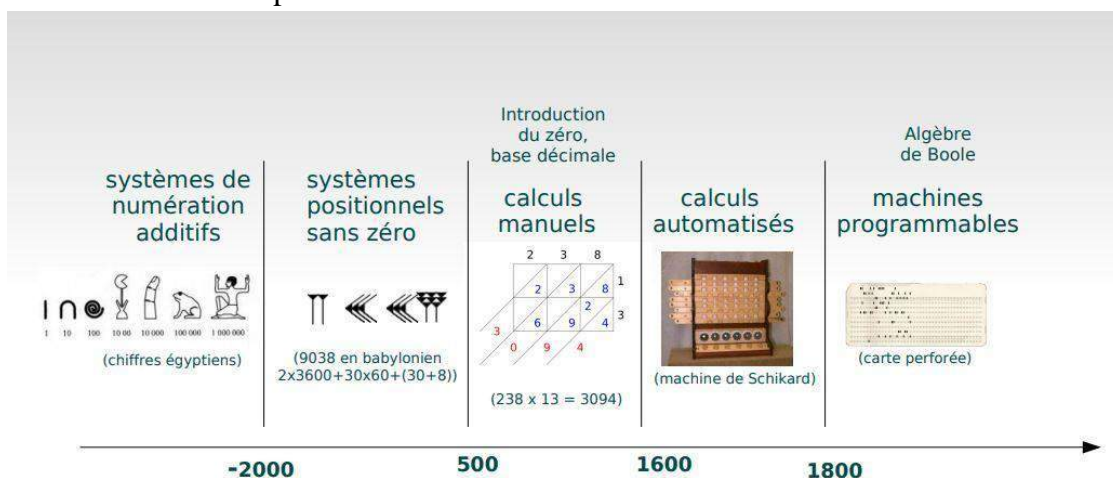 Introduction
du zéro,
base décimale
Algèbre
de Boole
systèmes de
numération
additifs
systèmes
positionnels
sans zéro
calculs
manuels
calculs
automatisés
machines
programmables
2 3 8
2 3 8 1
2
6 9 4 3
3
0 9 4
1 10 100 10 00 10 000 100 000 1 000 000
(chiffres égyptiens)
(9038 en babylonien
2x3600+30x60+(30+8))
(238 x 13 = 3094)
(machine de Schikard)
(carte perforée)
-2000 500 1600 1800